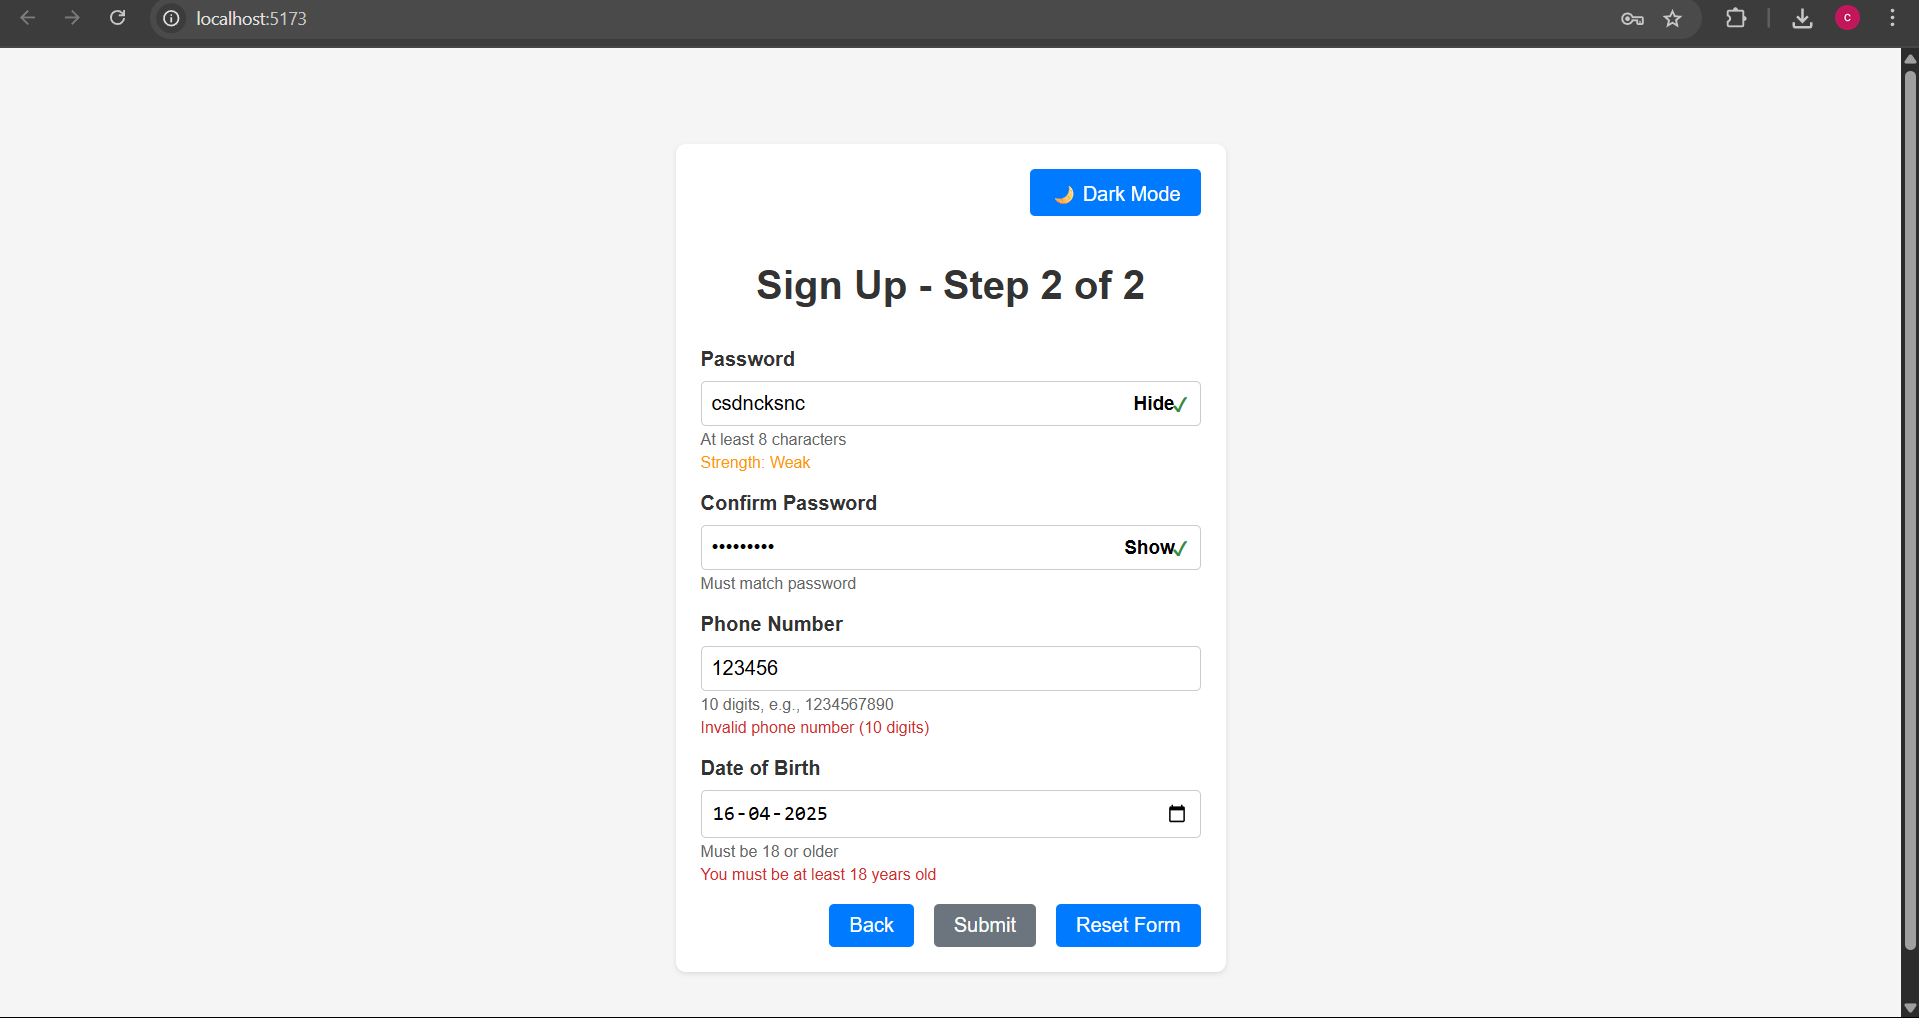 localhost:5173
C
🌙 Dark Mode
Sign Up - Step 2 of 2
Password
csdncksnc Hide✓
At least 8 characters
Strength: Weak
Confirm Password
••••••••• Show✓
Must match password
Phone Number
123456
10 digits, e.g., 1234567890
Invalid phone number (10 digits)
Date of Birth
16-04-2025
Must be 18 or older
You must be at least 18 years old
Back Submit Reset Form